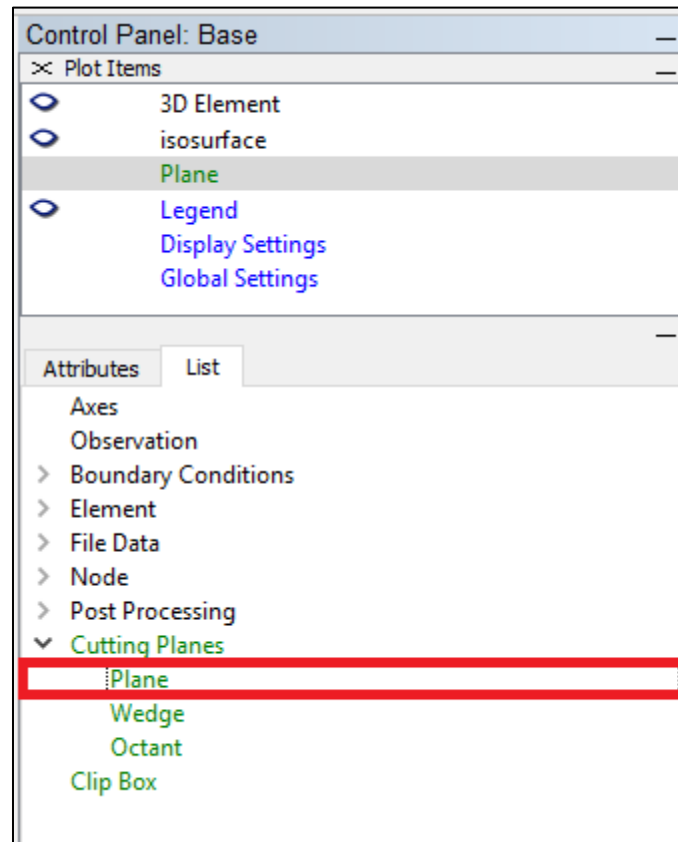 Control Panel: Base
Plot Items
3D Element
isosurface
Plane
Legend
Display Settings
Global Settings
Attributes List
Axes
Observation
Boundary Conditions
Element
File Data
Node
Post Processing
Cutting Planes
Plane
Wedge
Octant
Clip Box